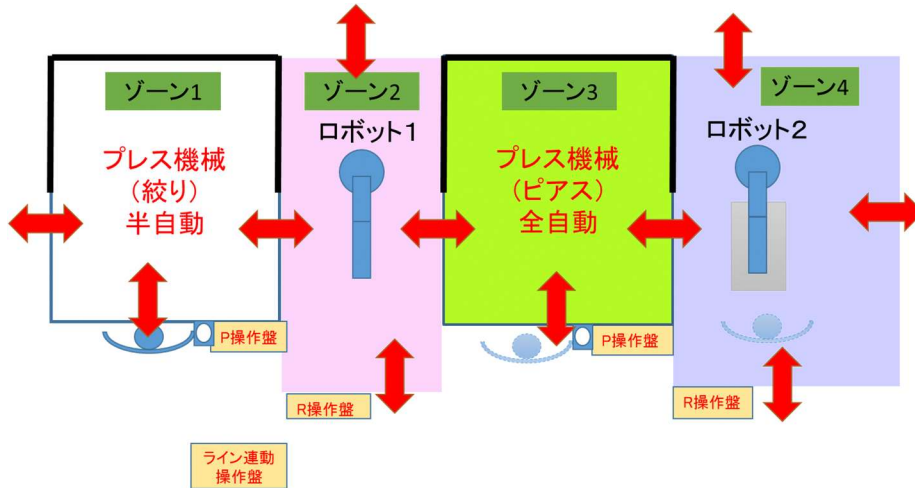 ゾーン1
ゾーン2
ゾーン3
ゾーン4
ロボット1
ロボット2
プレス機械
(絞り)
半自動
プレス機械
(ピアス)
全自動
P操作盤
P操作盤
R操作盤
R操作盤
ライン連動
操作盤